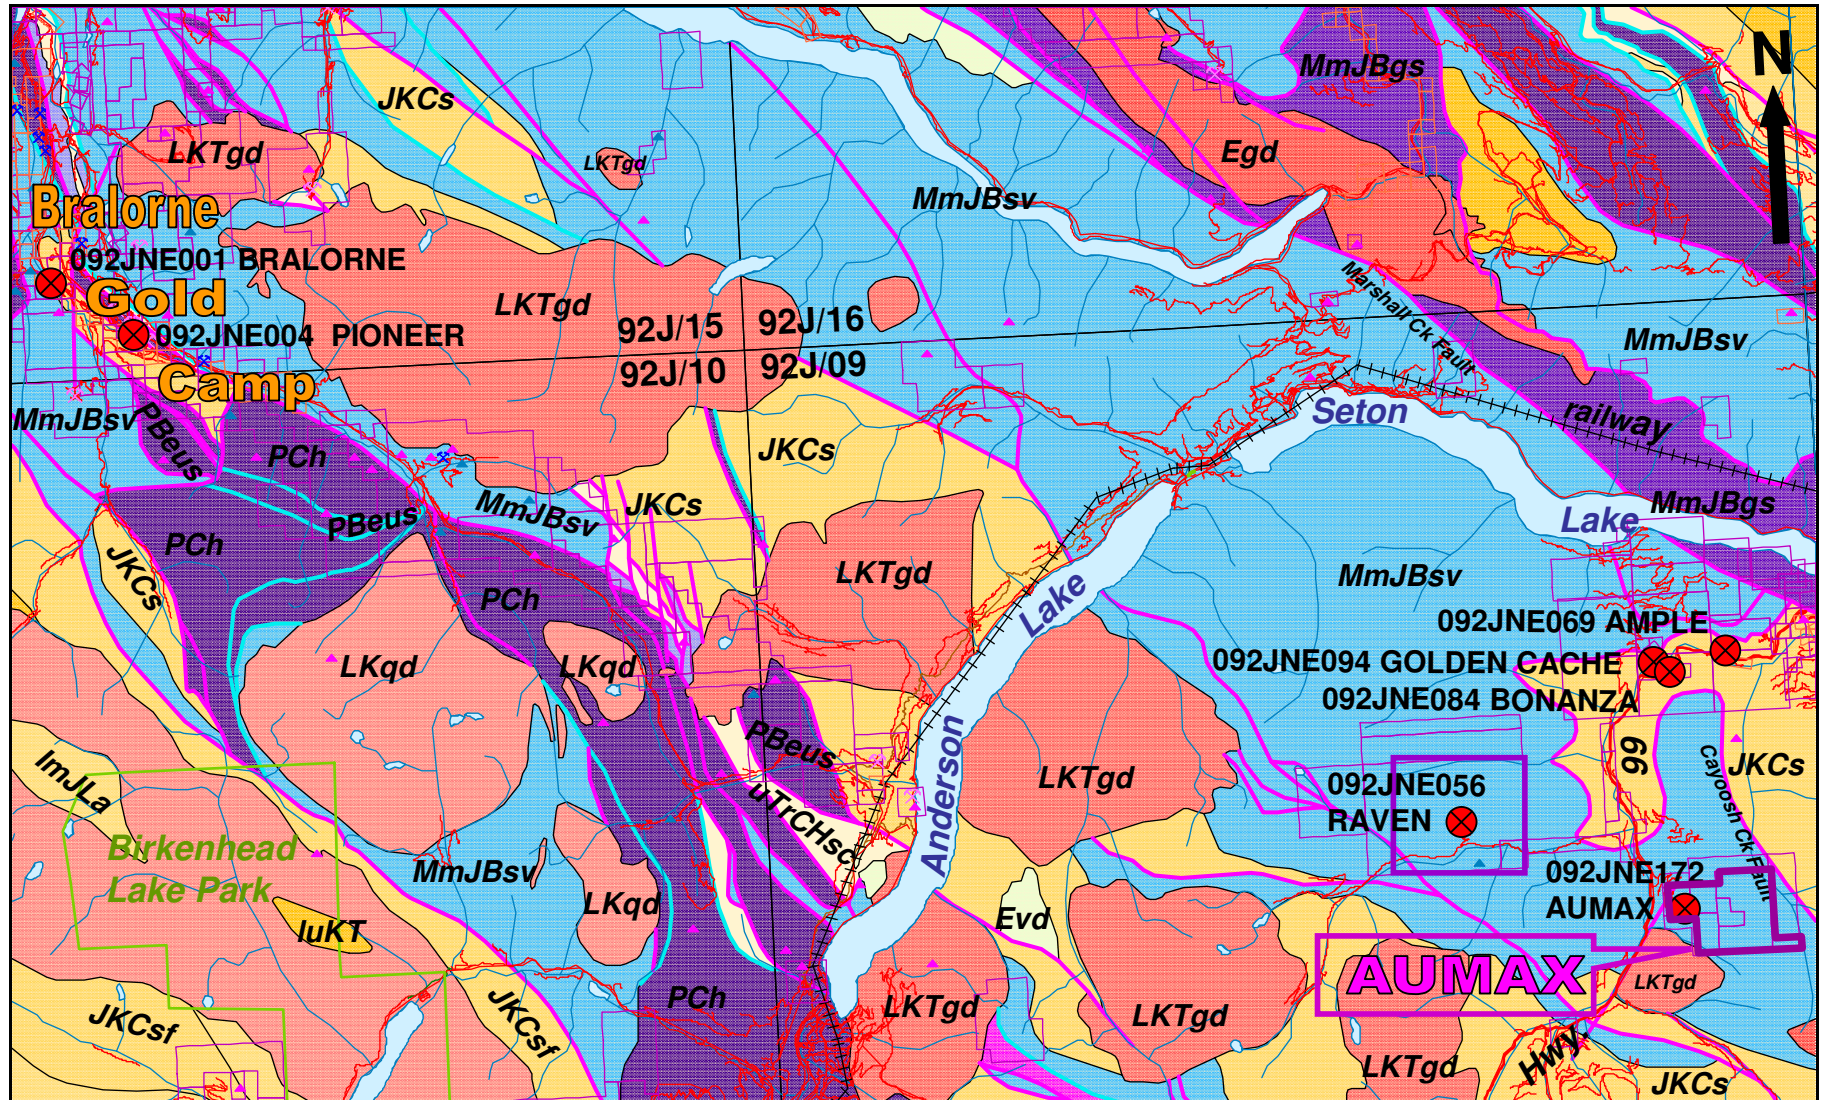 N
MmJBgs
JKCs
LKTgd
LKTgd
Egd
MmJBsv
Bralorne
092JNE001 BRALORNE
Gold
LKTgd
092JNE004 PIONEER
92J/15
92J/16
Marshall Ck Fault
MmJBsv
Camp
92J/10
92J/09
MmJBsv
PBeus
PCh
JKCs
Seton
railway
MmJBsv
JKCs
PBeus
PCh
MmJBgs
Lake
JKCs
LKTgd
MmJBsv
PCh
Lake
092JNE069 AMPLE
LKqd
LKqd
092JNE094 GOLDEN CACHE
092JNE084 BONANZA
PBeus
99
Cayoosh Ck Fault
JKCs
lmJLa
LKTgd
092JNE056
RAVEN
uTrCHsc
Anderson
Birkenhead
Lake Park
MmJBsv
LKqd
092JNE172
AUMAX
luKT
Evd
AUMAX
LKTgd
PCh
LKTgd
LKTgd
JKCsf
JKCsf
Hwy.
LKTgd
JKCs